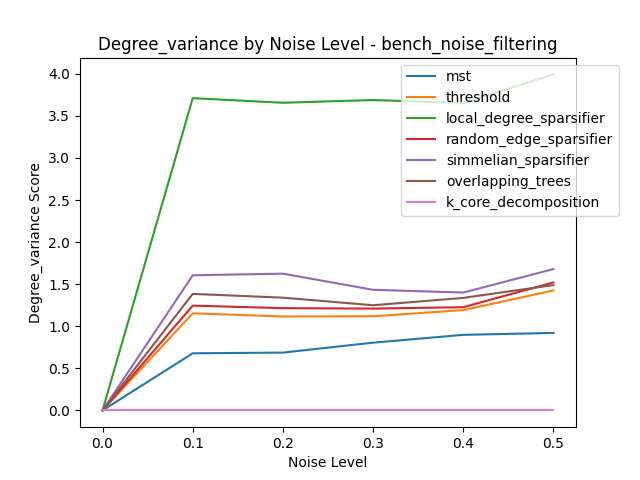 Degree_variance by Noise Level - bench_noise_filtering
Degree_variance Score
4.0
3.5
3.0
2.5
2.0
1.5
1.0
0.5
0.0
mst
threshold
local_degree_sparsifier
random_edge_sparsifier
simmelian_sparsifier
overlapping_trees
k_core_decomposition
0.0 0.1 0.2 0.3 0.4 0.5
Noise Level